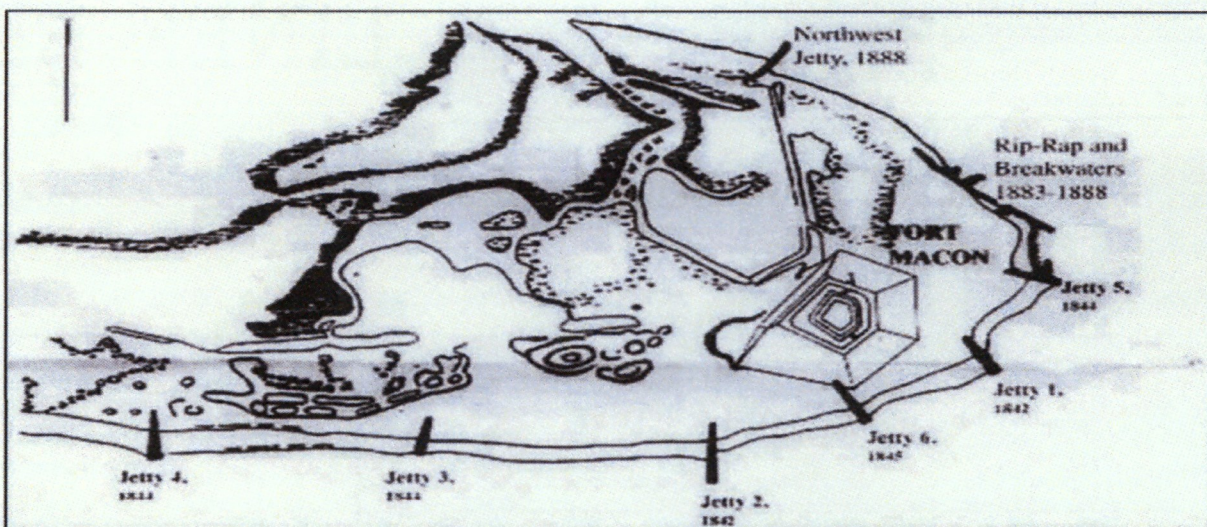 Northwest
Jetty, 1888
Rip-Rap and
Breakwaters
1883-1888
FORT
MACON
Jetty 5,
1844
Jetty 1,
1842
Jetty 6,
1845
Jetty 4,
1844
Jetty 3,
1844
Jetty 2,
1842